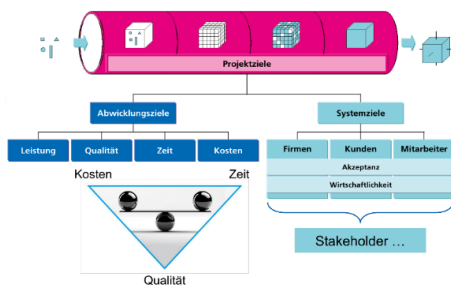 Projektziele
Abwicklungsziele
Systemziele
Leistung
Qualität
Zeit
Kosten
Firmen
Kunden
Mitarbeiter
Akzeptanz
Wirtschaftlichkeit
Kosten
Zeit
Qualität
Stakeholder ...